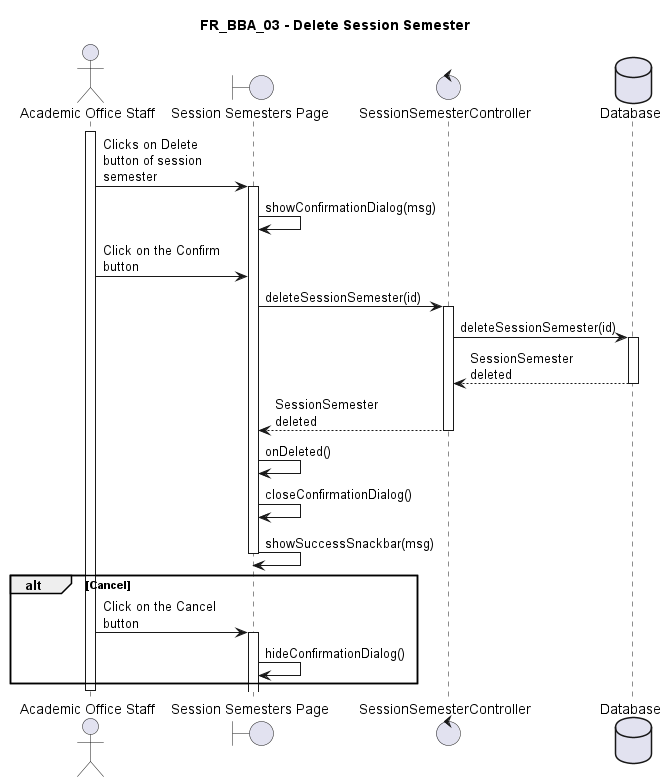 FR_BBA_03 - Delete Session Semester
Academic Office Staff
Session Semesters Page
SessionSemesterController
Database
Clicks on Delete
button of session
semester
showConfirmationDialog(msg)
Click on the Confirm
button
deleteSessionSemester(id)
deleteSessionSemester(id)
SessionSemester
deleted
SessionSemester
deleted
onDeleted()
closeConfirmationDialog()
showSuccessSnackbar(msg)
alt
[Cancel]
Click on the Cancel
button
hideConfirmationDialog()
Academic Office Staff
Session Semesters Page
SessionSemesterController
Database